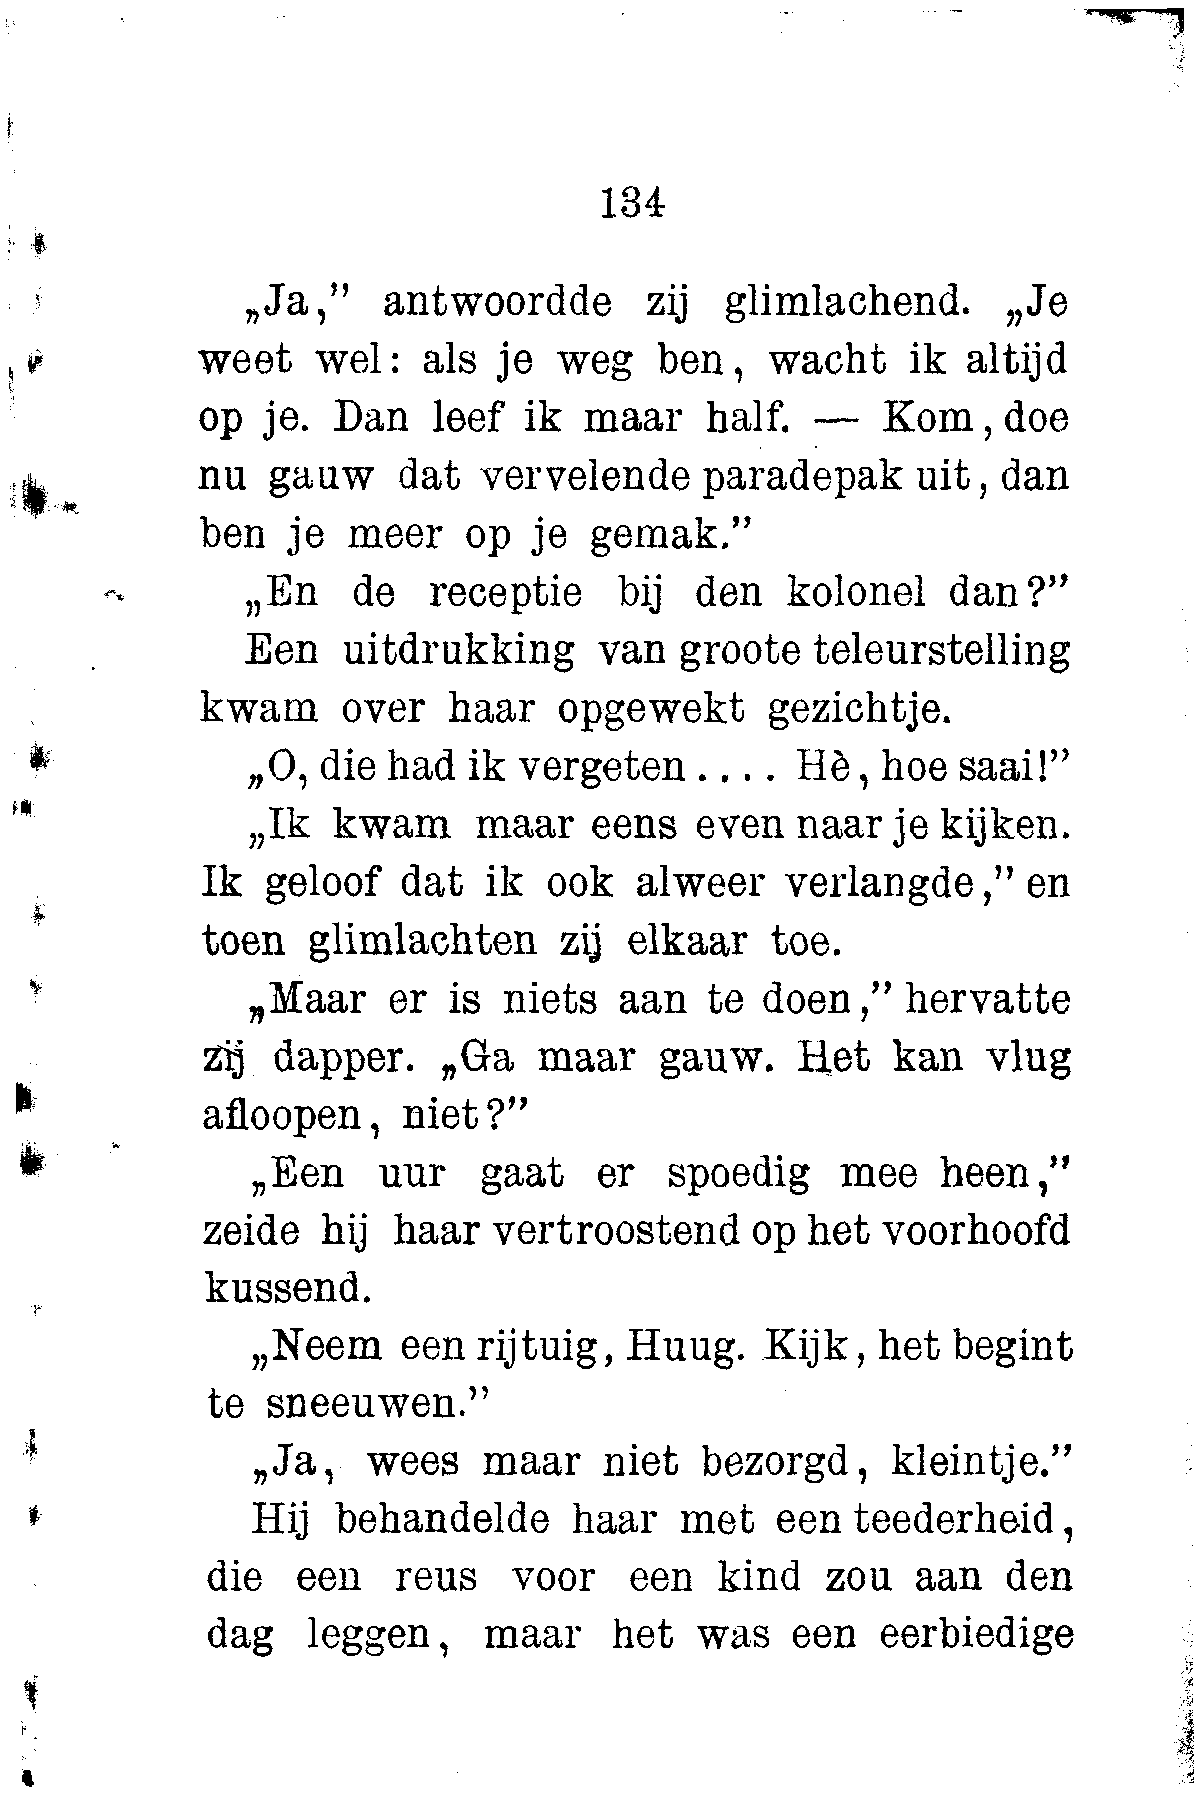 134
„Ja,” antwoordde zij glimlachend. „Je
weet wel: als je weg ben, wacht ik altijd
op je. Dan leef ik maar half. — Kom, doe
nu gauw dat vervelende paradepak uit, dan
ben je meer op je gemak.”
„En de receptie bij den kolonel dan?”
Een uitdrukking van groote teleurstelling
kwam over haar opgewekt gezichtje.
„O, die had ik vergeten .... Hè, hoe saai!”
„Ik kwam maar eens even naar je kijken.
Ik geloof dat ik ook alweer verlangde,” en
toen glimlachten zij elkaar toe.
„Maar er is niets aan te doen,” hervatte
zij dapper. „Ga maar gauw. Het kan vlug
afloopen, niet?”
„Een uur gaat er spoedig mee heen,”
zeide hij haar vertroostend op het voorhoofd
kussend.
„Neem een rijtuig, Huug. Kijk, het begint
te sneeuwen.”
„Ja, wees maar niet bezorgd, kleintje.”
Hij behandelde haar met een teederheid,
die een reus voor een kind zou aan den
dag leggen, maar het was een eerbiedige